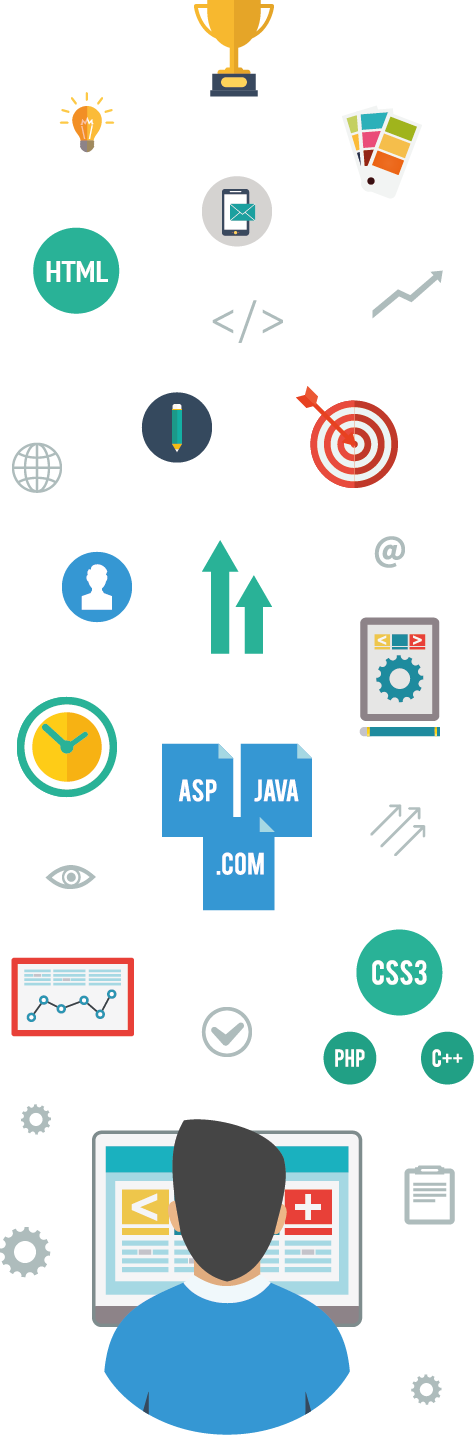 HTML
</>
@
< >
ASP
JAVA
.COM
CSS3
PHP
C++
< +